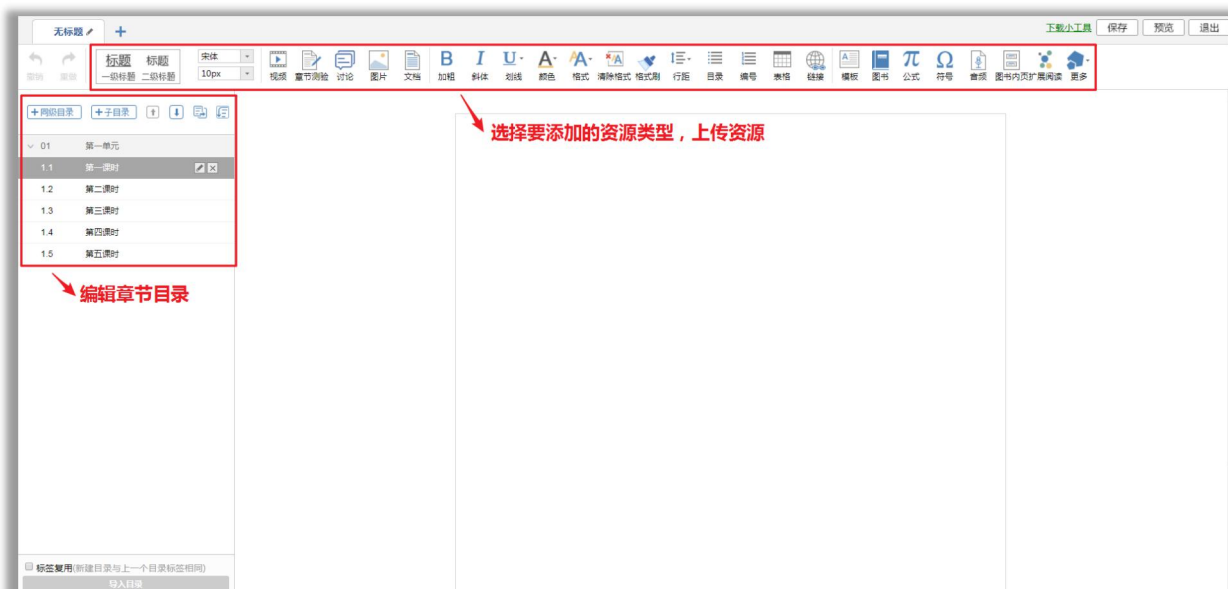 无标题
下载小工具 保存 预览 退出
撤销 重做
标题 标题
一级标题 二级标题
宋体
10px
视频 章节测验 讨论 图片 文档 加粗 斜体 划线 颜色 格式 清除格式 格式刷 行距 目录 编号 表格 链接 模板 图书 公式 符号 音频 图书内页 扩展阅读 更多
+同级目录 +子目录
选择要添加的资源类型，上传资源
01 第一单元
1.1 第一课时
1.2 第二课时
1.3 第三课时
1.4 第四课时
1.5 第五课时
编辑章节目录
标签复用(新建目录与上一个目录标签相同)
导入目录